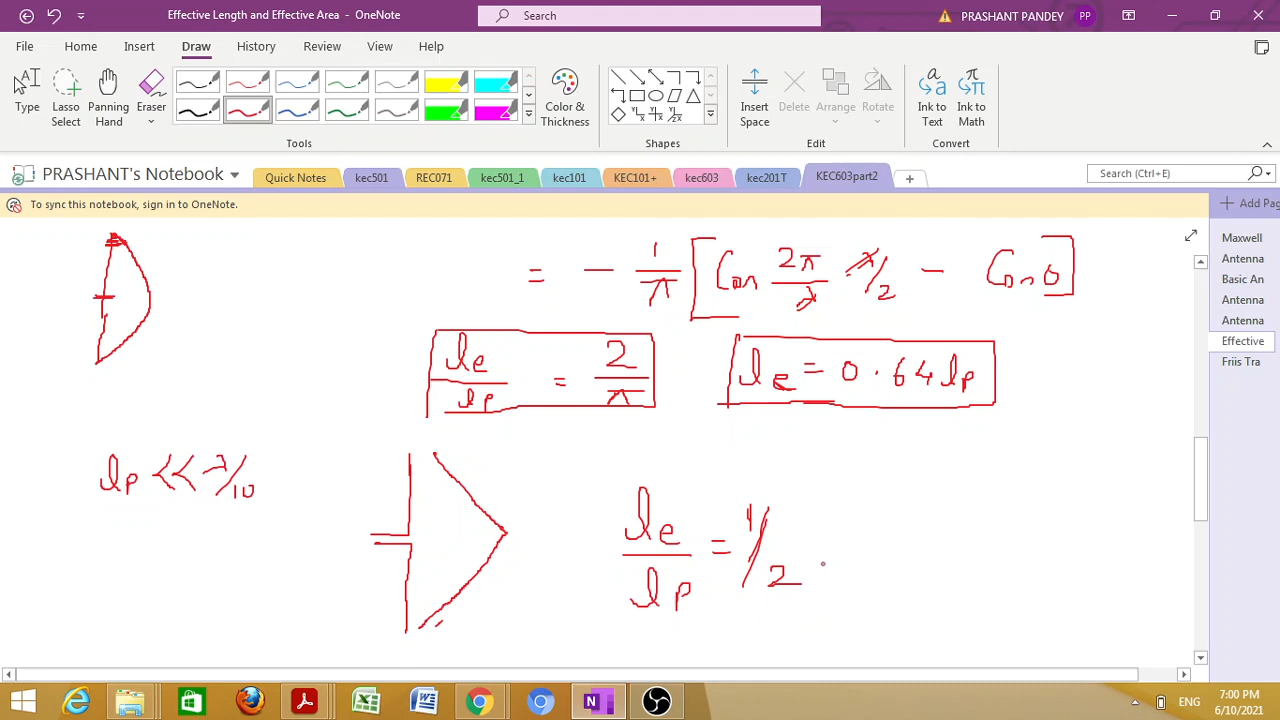 Effective Length and Effective Area - OneNote
Search
PRASHANT PANDEY PP
File Home Insert Draw History Review View Help
Type
Lasso Select
Panning Hand
Eraser
Color & Thickness
Insert Space
Delete
Arrange
Rotate
Ink to Text
Ink to Math
Tools
Shapes
Edit
Convert
PRASHANT's Notebook
Quick Notes kec501 REC071 kec501_1 kec101 KEC101+ kec603 kec201T KEC603part2
Search (Ctrl+E)
To sync this notebook, sign in to OneNote.
Add Pag
Maxwell
Antenna
Basic An
Antenna
Antenna
Effective
Friis Tra
= - 1/π [Cos 2π/λ · λ/2 - Cos 0]
le/lp = 2/π
le = 0.64 lp
lp << λ/10
le/lp = 1/2
ENG
7:00 PM
6/10/2021